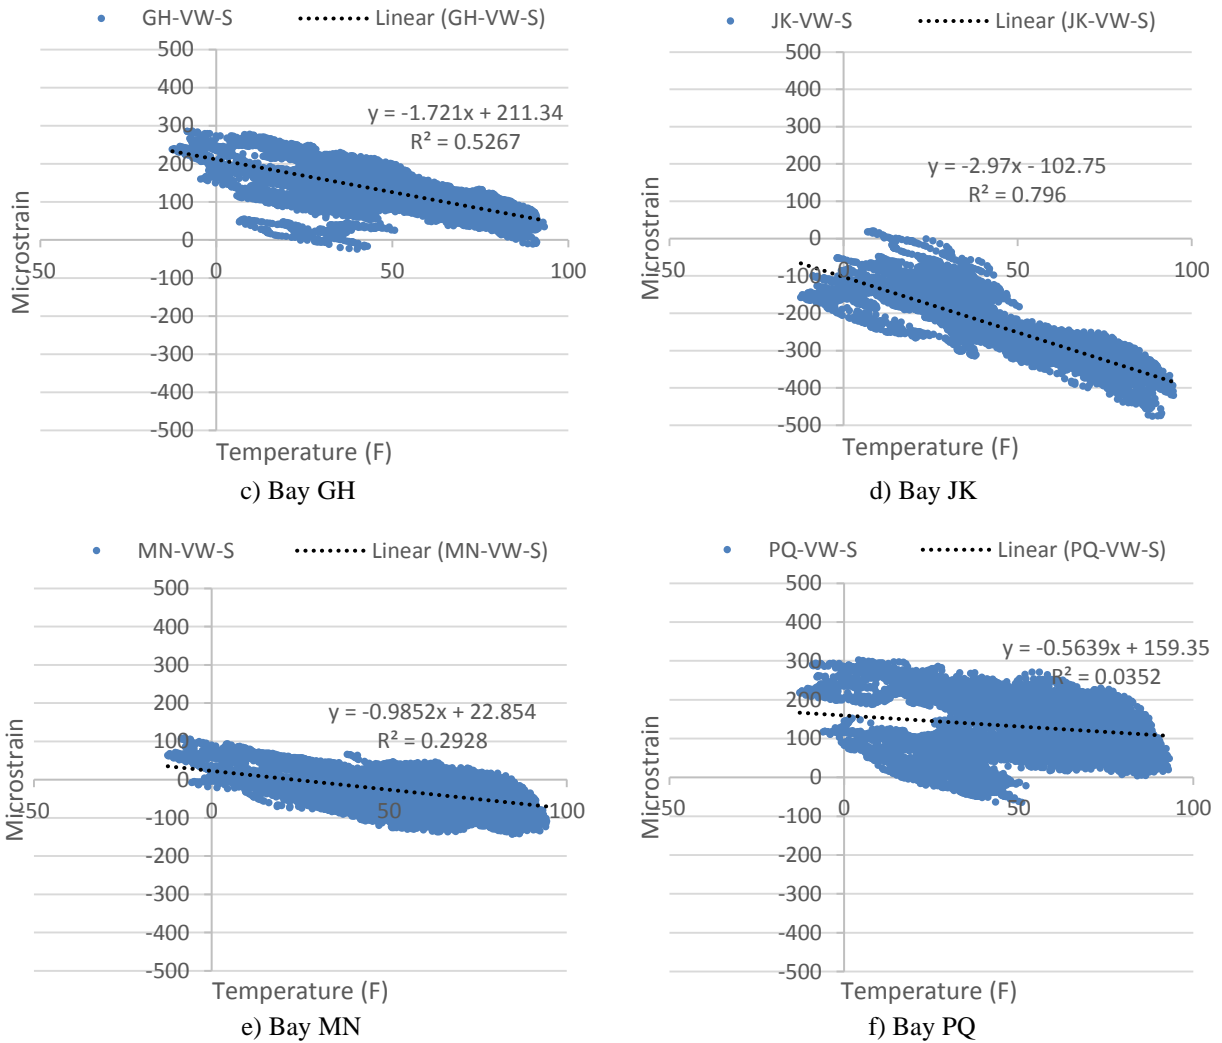 GH-VW-S Linear (GH-VW-S)
500
400
300
200
100
0
-100
-200
-300
-400
-500
-50 0 50 100
y = -1.721x + 211.34
R² = 0.5267
Microstrain
Temperature (F)
c) Bay GH
JK-VW-S Linear (JK-VW-S)
500
400
300
200
100
0
-100
-200
-300
-400
-500
-50 0 50 100
y = -2.97x - 102.75
R² = 0.796
Microstrain
Temperature (F)
d) Bay JK
MN-VW-S Linear (MN-VW-S)
500
400
300
200
100
0
-100
-200
-300
-400
-500
-50 0 50 100
y = -0.9852x + 22.854
R² = 0.2928
Microstrain
Temperature (F)
e) Bay MN
PQ-VW-S Linear (PQ-VW-S)
500
400
300
200
100
0
-100
-200
-300
-400
-500
-50 0 50 100
y = -0.5639x + 159.35
R² = 0.0352
Microstrain
Temperature (F)
f) Bay PQ